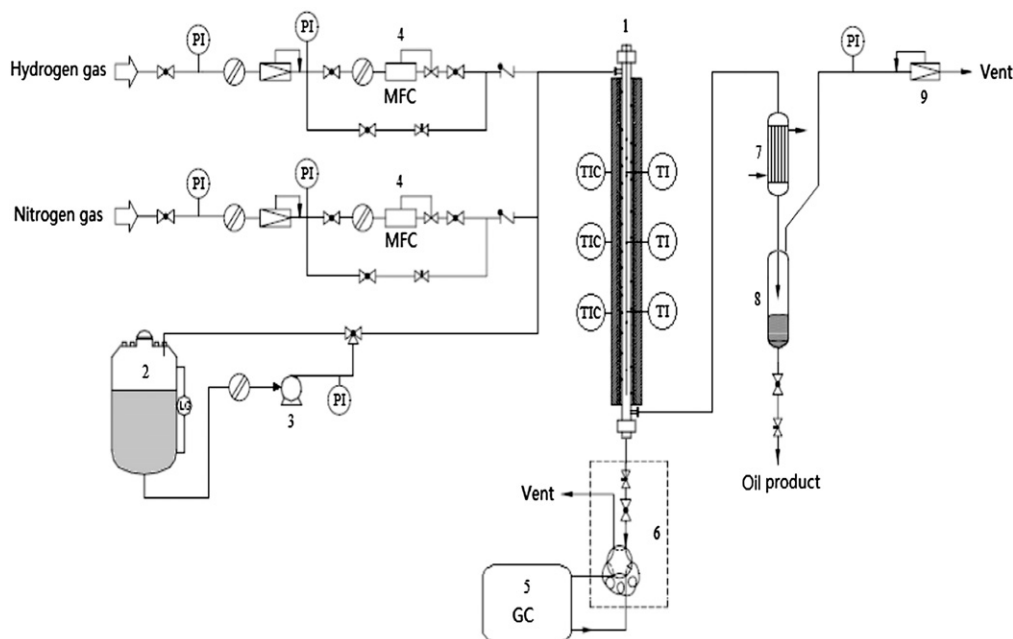 PI
PI
4
1
PI
Hydrogen gas
MFC
Vent
9
7
PI
PI
4
TIC
TI
Nitrogen gas
MFC
TIC
TI
8
TIC
TI
2
LG
3
PI
Oil product
Vent
6
5
GC